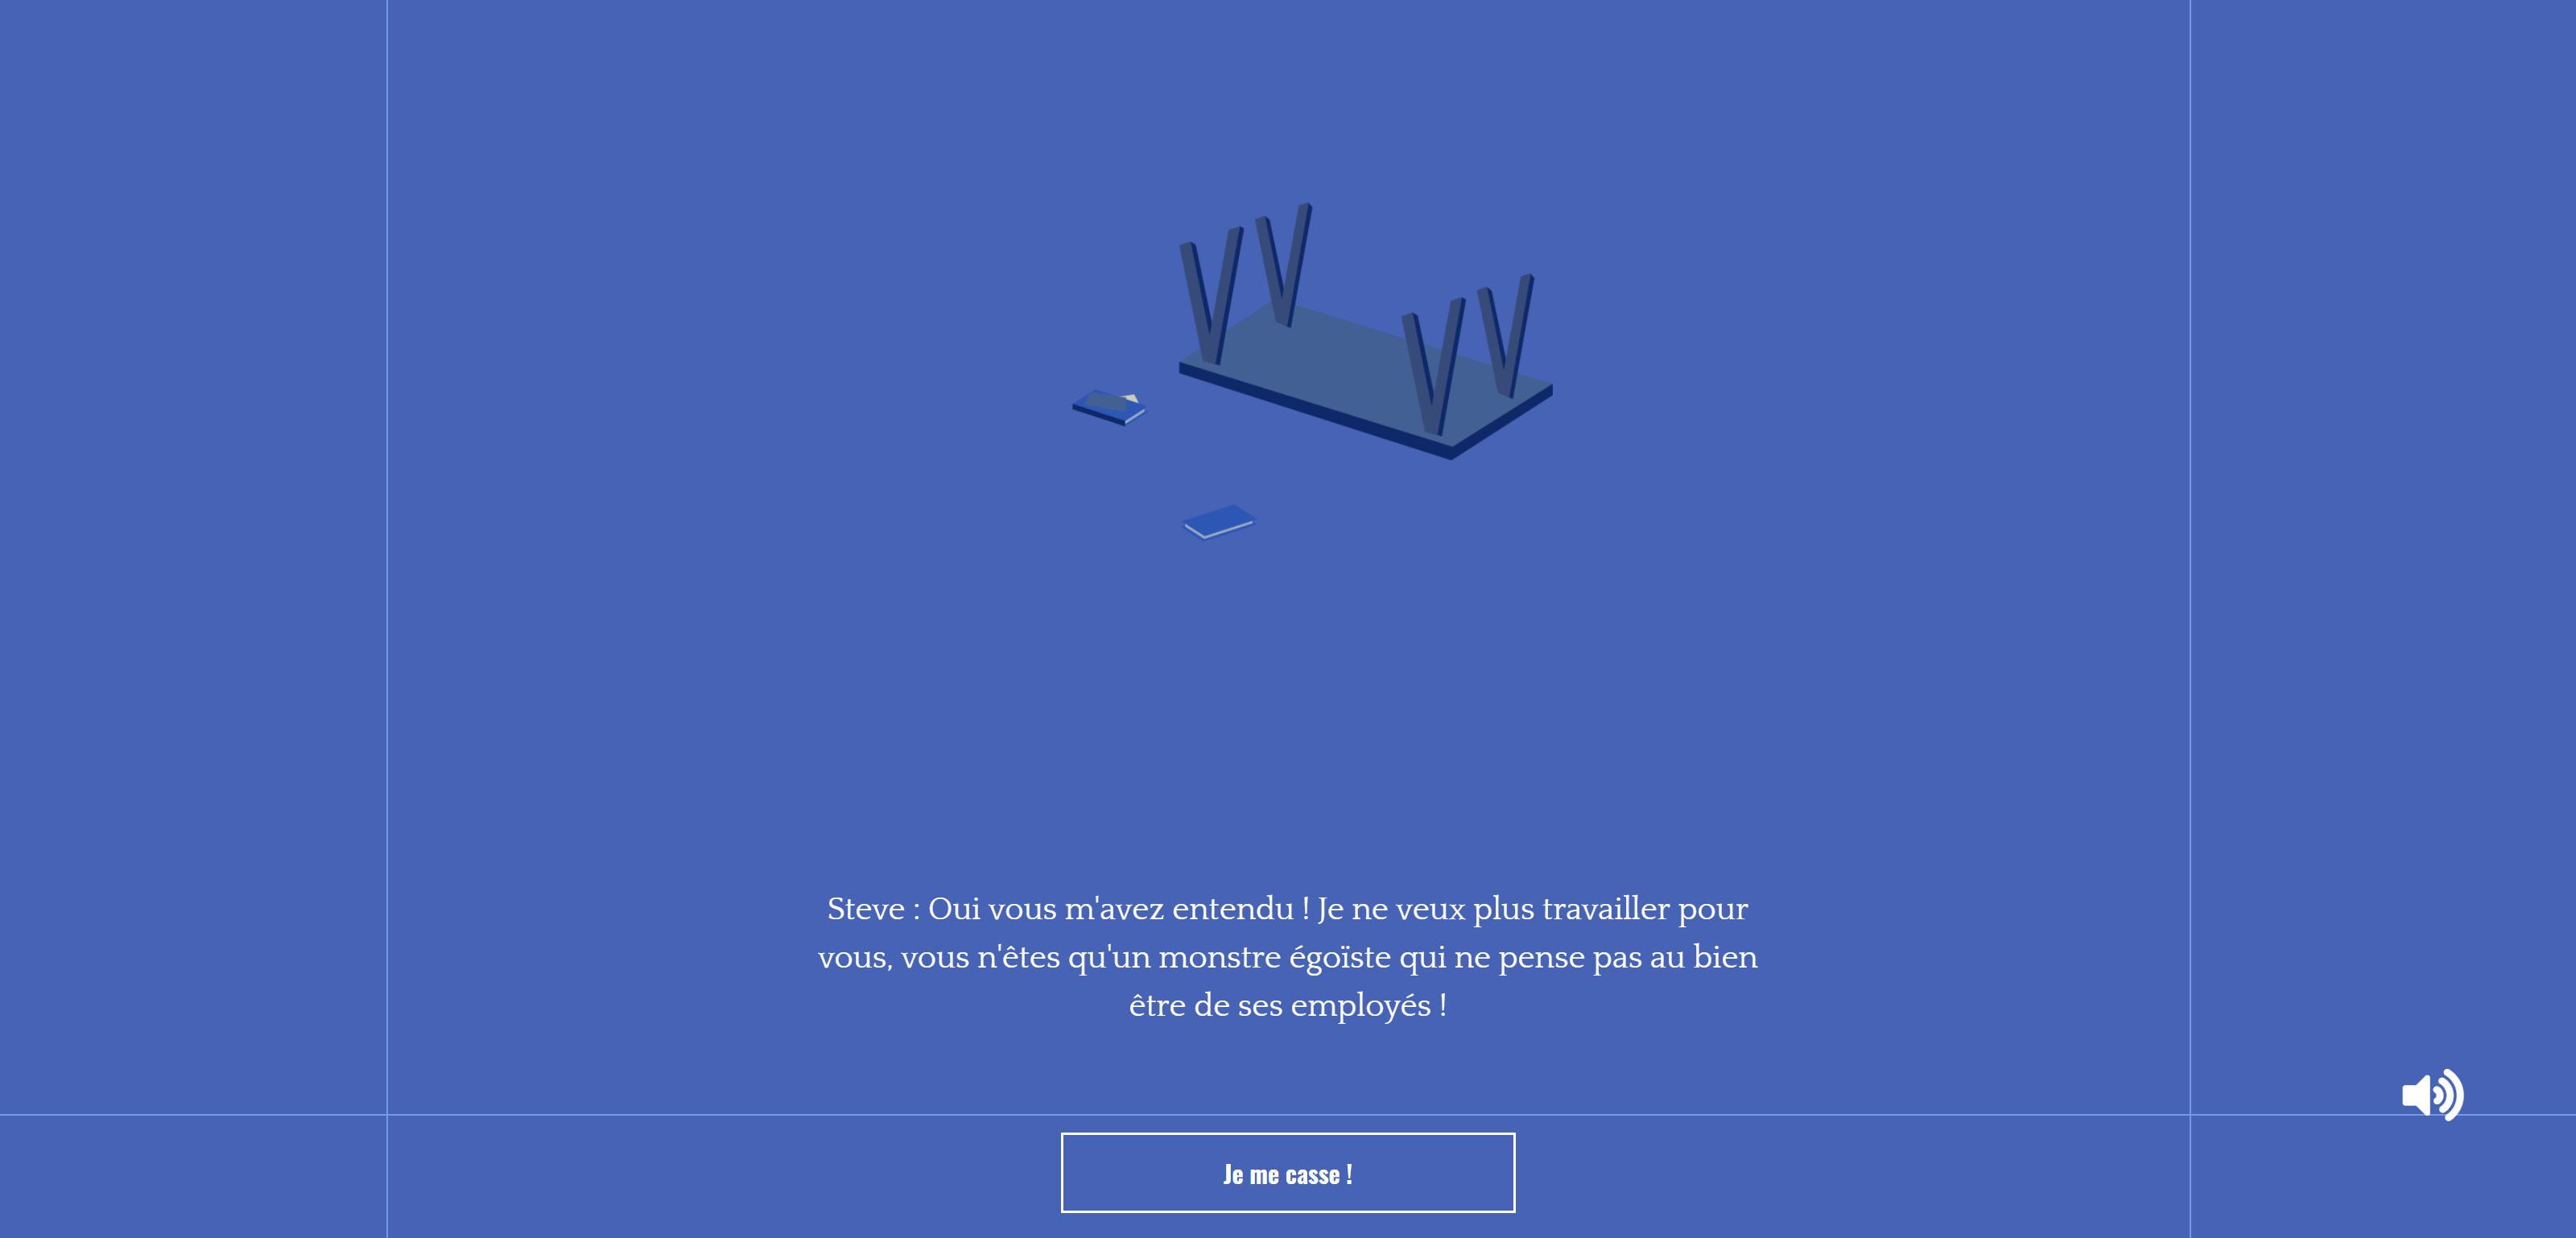 Steve : Oui vous m'avez entendu ! Je ne veux plus travailler pour
vous, vous n'êtes qu'un monstre égoïste qui ne pense pas au bien
être de ses employés !
Je me casse !